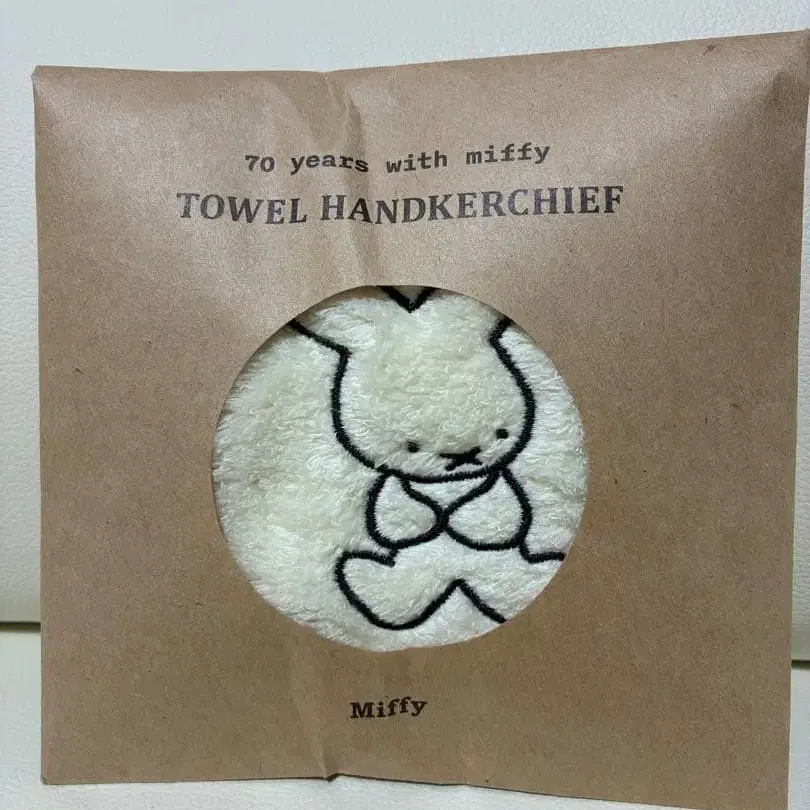 70 years with miffy
TOWEL HANDKERCHIEF
Miffy